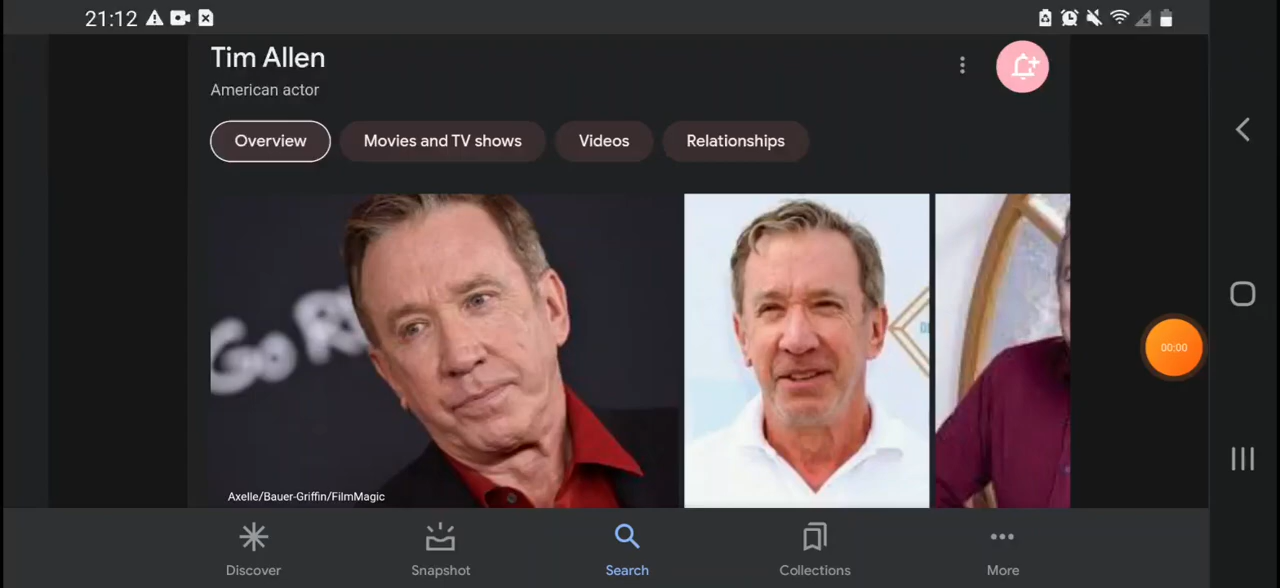 21:12
Tim Allen
American actor
Overview
Movies and TV shows
Videos
Relationships
Go
Axelle/Bauer-Griffin/FilmMagic
00:00
Discover
Snapshot
Search
Collections
More